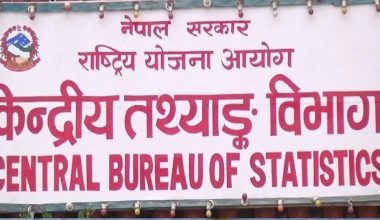 नेपाल सरकार
राष्ट्रिय योजना आयोग
केन्द्रीय तथ्याङ्क विभाग
CENTRAL BUREAU OF STATISTICS